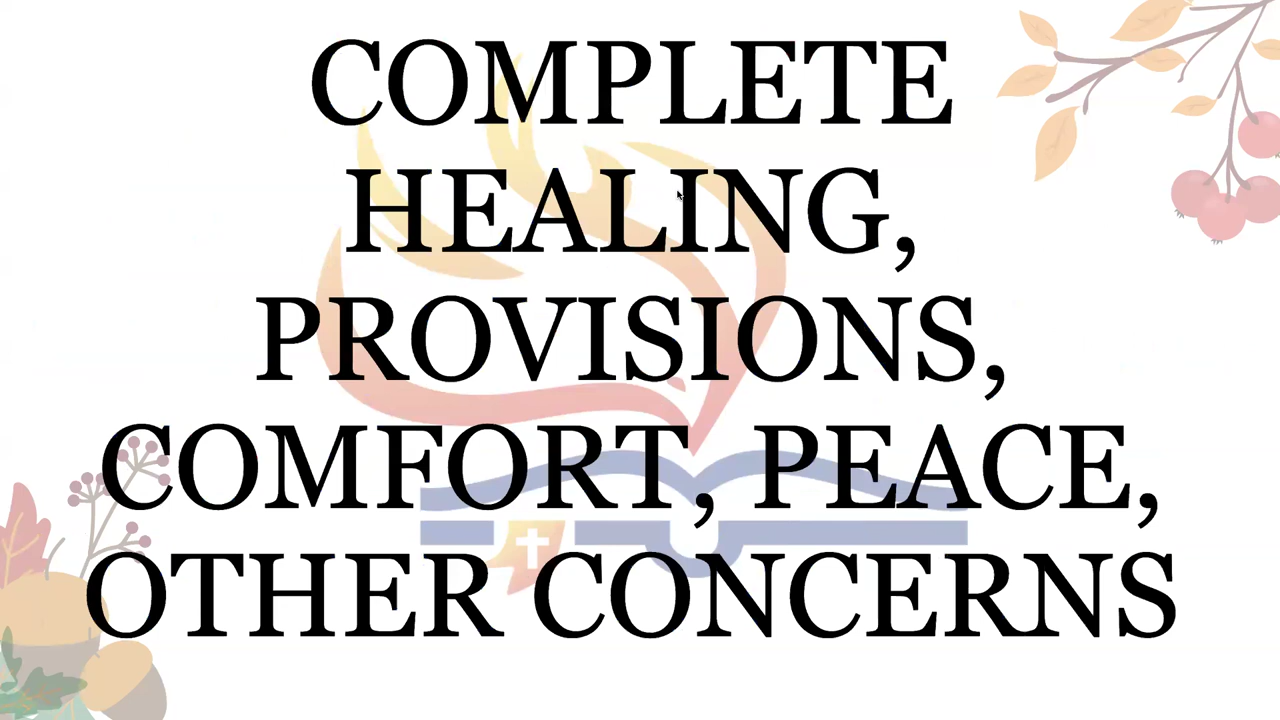 COMPLETE
HEALING,
PROVISIONS,
COMFORT, PEACE,
OTHER CONCERNS